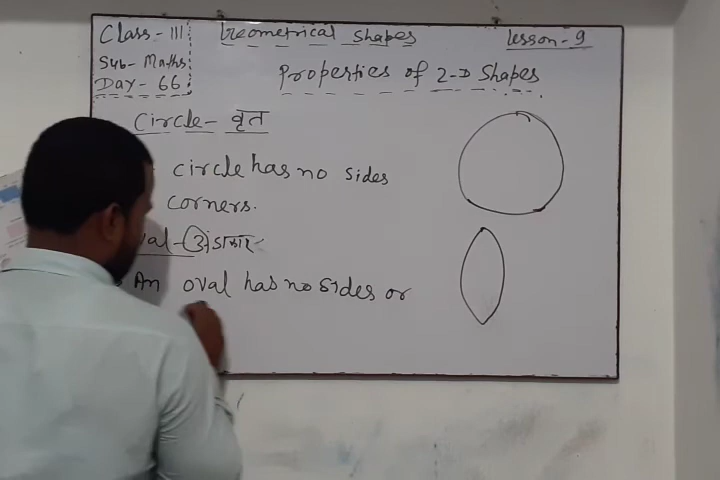 Class-III
Geometrical shapes
Lesson-9
Sub- Maths
Day- 66
Properties of 2-D Shapes
Circle- वृत
circle has no sides
corners.
अंडाकार
An oval has no sides or